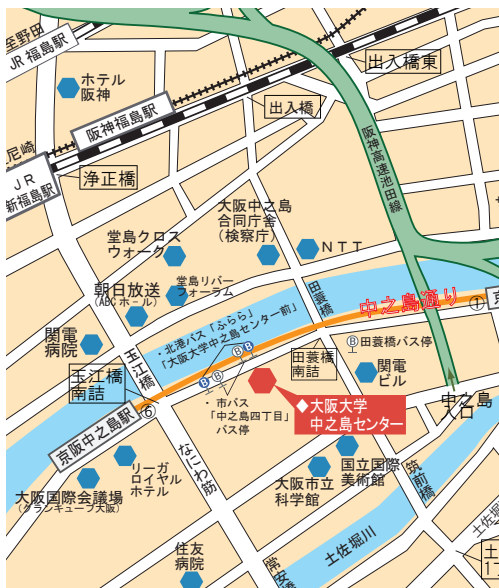 至野田
JR福島駅
ホテル
阪神
阪神福島駅
出入橋
出入橋東
尼崎
JR
新福島駅
浄正橋
阪神高速池田線
堂島クロス
ウォーク
大阪中之島
合同庁舎
(検察庁)
NTT
朝日放送
(ABCホール)
堂島リバー
フォーラム
田蓑橋
中之島通り
①
京
関電
病院
・北港バス「ふらら」
「大阪大学中之島センター前」
玉江橋
玉江橋
南詰
B
B
B
B
田蓑橋
南詰
B
田蓑橋バス停
関電
ビル
中之島
入口
・市バス
「中之島四丁目」
バス停
◆大阪大学
中之島センター
京阪中之島駅
⑥
なにわ筋
リーガ
ロイヤル
ホテル
大阪国際会議場
(グランキューブ大阪)
国立国際
美術館
大阪市立
科学館
筑前橋
土佐堀川
土佐堀
土
1
住友
病院
常安橋